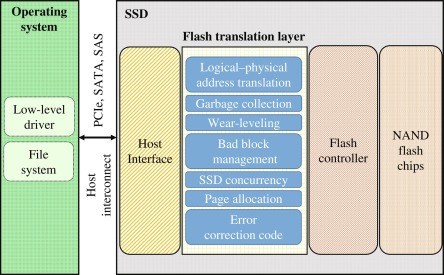 Operating
system
Low-level
driver
File
system
PCIe, SATA, SAS
Host
interconnect
SSD
Host
Interface
Flash translation layer
Logical–physical
address translation
Garbage collection
Wear-leveling
Bad block
management
SSD concurrency
Page allocation
Error
correction code
Flash
controller
NAND
flash
chips